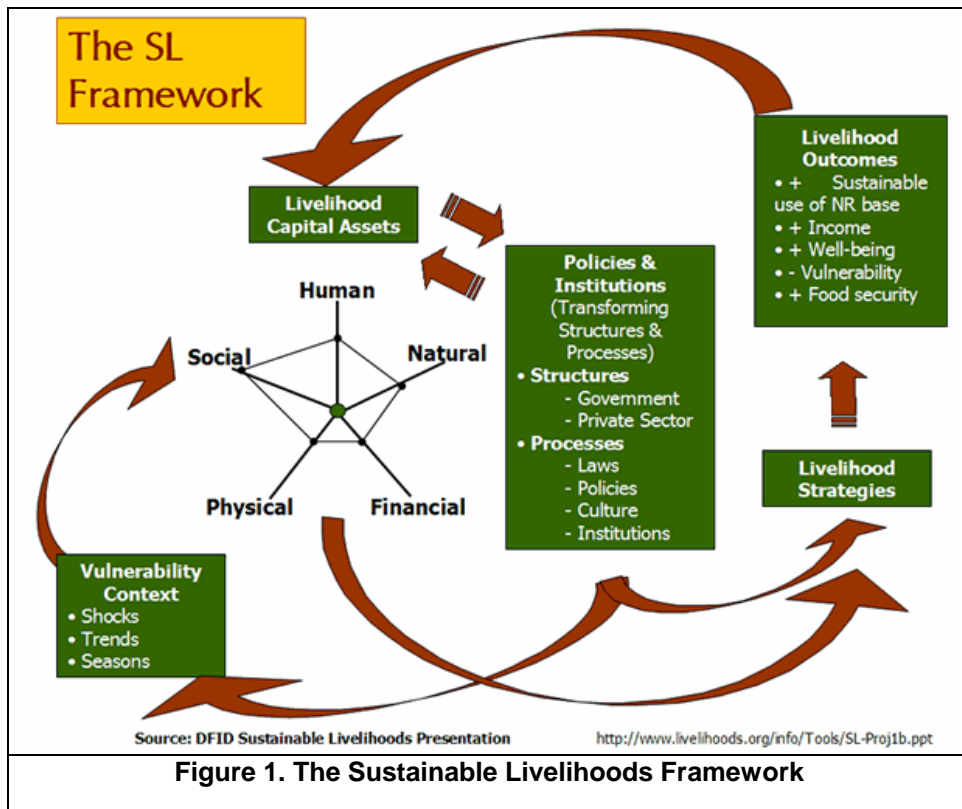 The SL
Framework
Livelihood
Outcomes
• + Sustainable
use of NR base
• + Income
• + Well-being
• - Vulnerability
• + Food security
Livelihood
Capital Assets
Policies &
Institutions
(Transforming
Structures &
Processes)
• Structures
- Government
- Private Sector
• Processes
- Laws
- Policies
- Culture
- Institutions
Human
Social
Natural
Physical
Financial
Livelihood
Strategies
Vulnerability
Context
• Shocks
• Trends
• Seasons
Source: DFID Sustainable Livelihoods Presentation
http://www.livelihoods.org/info/Tools/SL-Proj1b.ppt
Figure 1. The Sustainable Livelihoods Framework